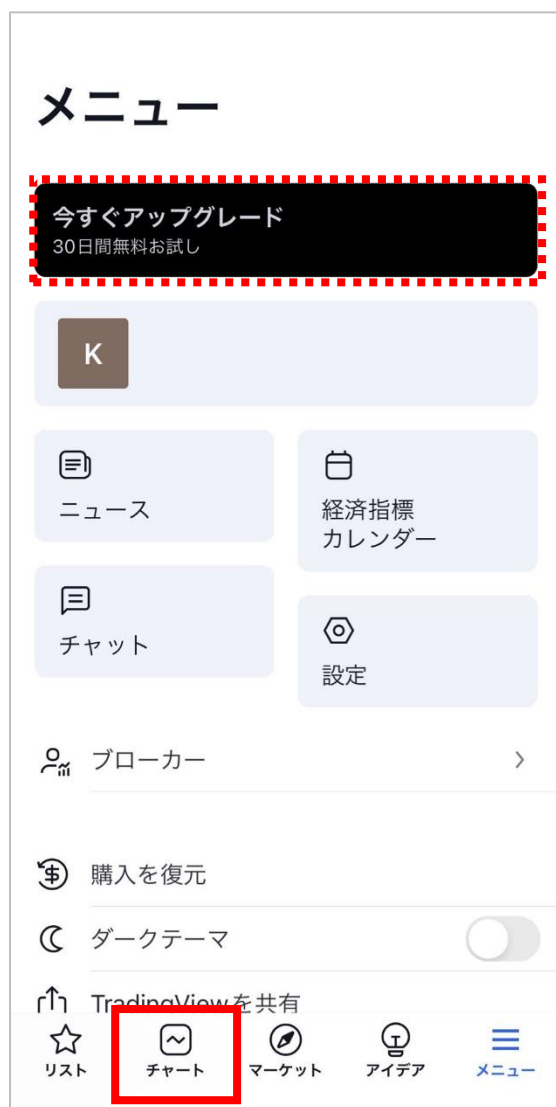 メニュー
今すぐアップグレード
30日間無料お試し
K
ニュース
経済指標
カレンダー
チャット
設定
ブローカー
購入を復元
ダークテーマ
TradingViewを共有
リスト
チャート
マーケット
アイデア
メニュー